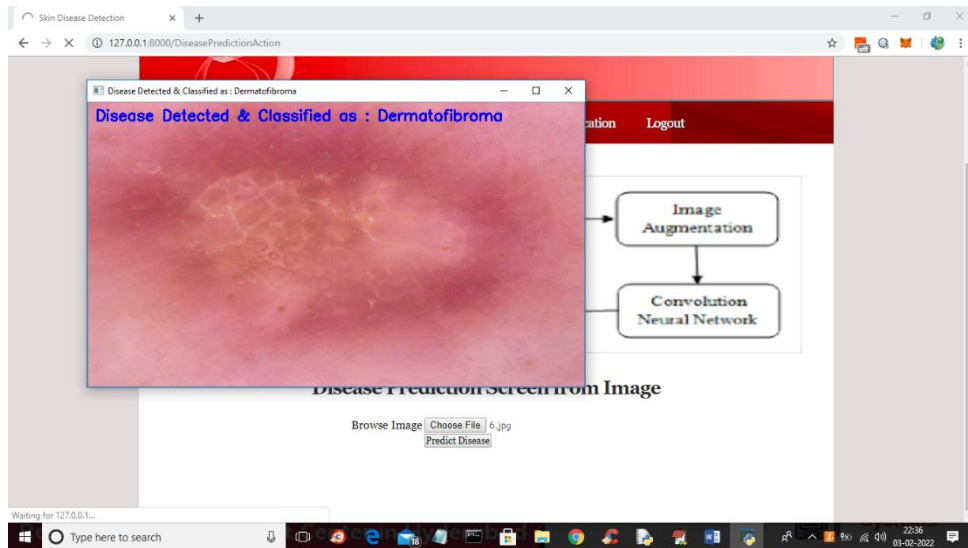 Skin Disease Detection
127.0.0.1:8000/DiseasePredictionAction
Disease Detected & Classified as : Dermatofibroma
Disease Detected & Classified as : Dermatofibroma
ation
Logout
Image
Augmentation
Convolution
Neural Network
Disease Prediction Screen from Image
Browse Image Choose File 6.jpg
Predict Disease
Waiting for 127.0.0.1...
Type here to search
18
22:36
03-02-2022